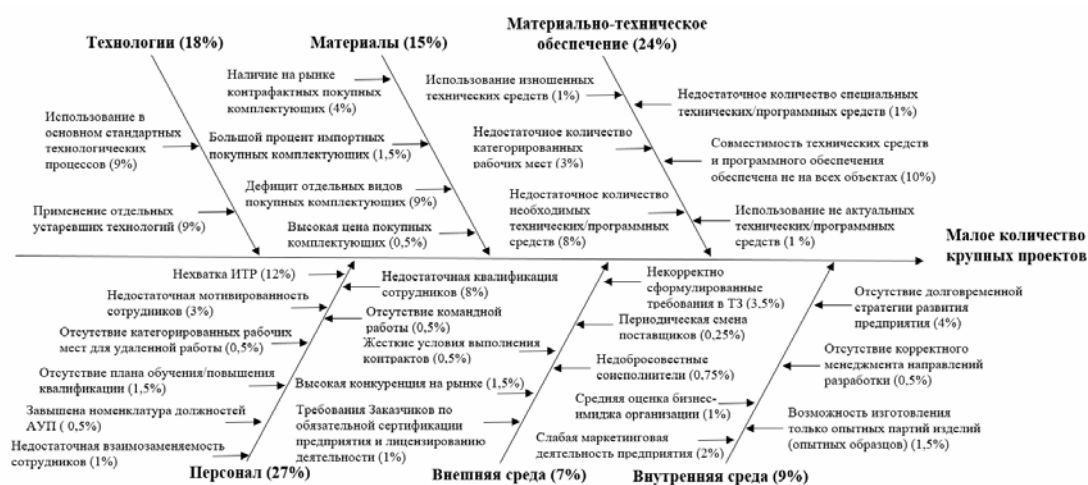 Технологии (18%)
Материалы (15%)
Материально-техническое
обеспечение (24%)
Использование в
основном стандартных
технологических
процессов (9%)
Применение отдельных
устаревших технологий (9%)
Наличие на рынке
контрафактных покупных
комплектующих (4%)
Большой процент импортных
покупных комплектующих (1,5%)
Дефицит отдельных видов
покупных комплектующих (9%)
Высокая цена покупных
комплектующих (0,5%)
Использование изношенных
технических средств (1%)
Недостаточное количество
категорированных
рабочих мест (3%)
Недостаточное количество
необходимых
технических/программных
средств (8%)
Недостаточное количество специальных
технических/программных средств (1%)
Совместимость технических средств
и программного обеспечения
обеспечена не на всех объектах (10%)
Использование не актуальных
технических/программных
средств (1 %)
Малое количество
крупных проектов
Нехватка ИТР (12%)
Недостаточная мотивированность
сотрудников (3%)
Отсутствие категорированных рабочих
мест для удаленной работы (0,5%)
Отсутствие плана обучения/повышения
квалификации (1,5%)
Завышена номенклатура должностей
АУП ( 0,5%)
Недостаточная взаимозаменяемость
сотрудников (1%)
Недостаточная квалификация
сотрудников (8%)
Отсутствие командной
работы (0,5%)
Персонал (27%)
Жесткие условия выполнения
контрактов (0,5%)
Высокая конкуренция на рынке (1,5%)
Требования Заказчиков по
обязательной сертификации
предприятия и лицензированию
деятельности (1%)
Некорректно
сформулированные
требования в ТЗ (3,5%)
Периодическая смена
поставщиков (0,25%)
Недобросовестные
соисполнители (0,75%)
Внешняя среда (7%)
Средняя оценка бизнес-
имиджа организации (1%)
Слабая маркетинговая
деятельность предприятия (2%)
Отсутствие долговременной
стратегии развития
предприятия (4%)
Отсутствие корректного
менеджмента направлений
разработки (0,5%)
Возможность изготовления
только опытных партий изделий
(опытных образцов) (1,5%)
Внутренняя среда (9%)